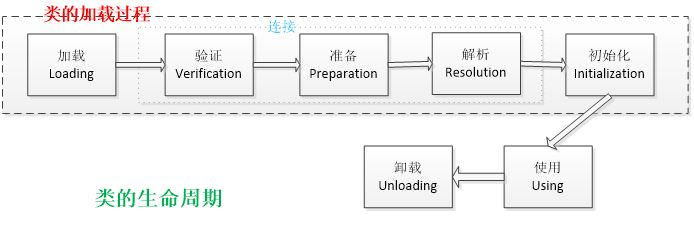 类的加载过程
连接
加载
Loading
验证
Verification
准备
Preparation
解析
Resolution
初始化
Initialization
卸载
Unloading
使用
Using
类的生命周期